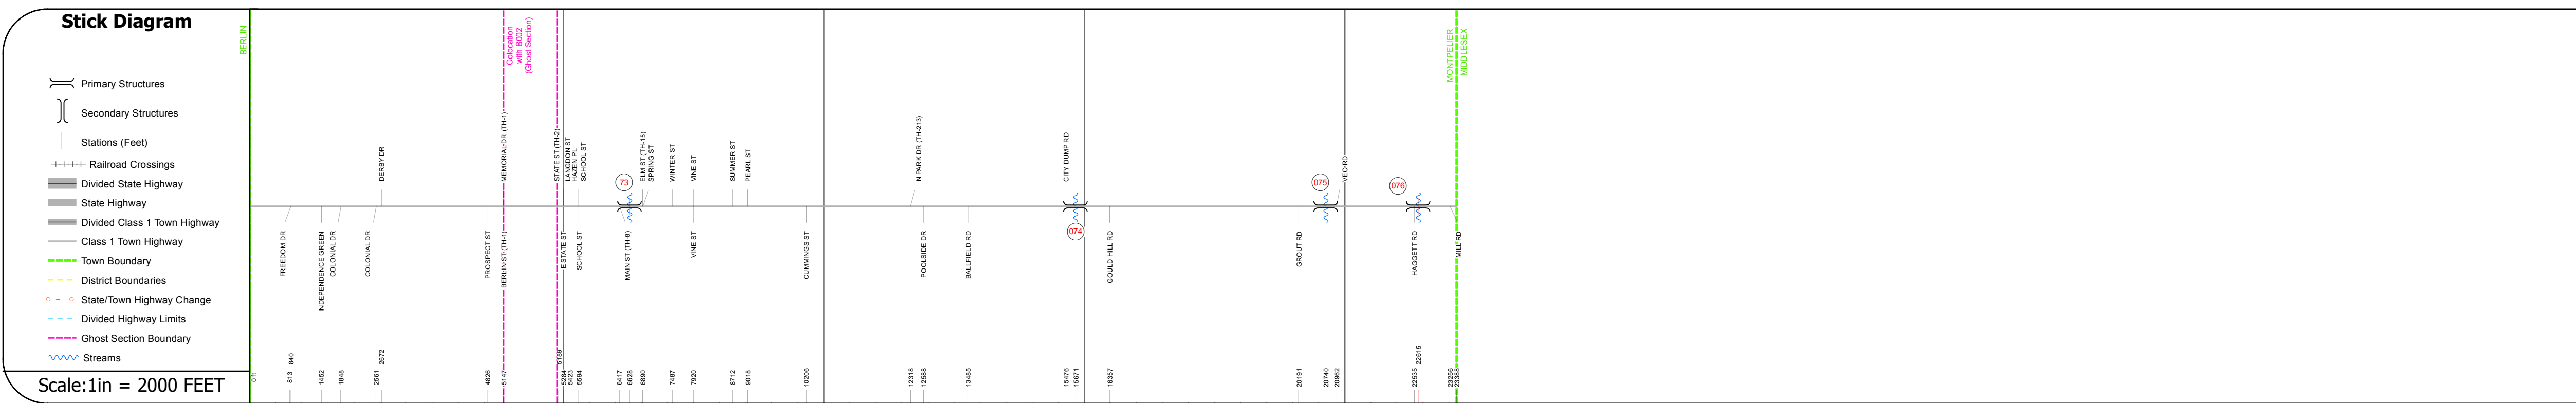 Stick Diagram
Primary Structures
Secondary Structures
Stations (Feet)
Railroad Crossings
Divided State Highway
State Highway
Divided Class 1 Town Highway
Class 1 Town Highway
Town Boundary
District Boundaries
State/Town Highway Change
Divided Highway Limits
Ghost Section Boundary
Streams
Scale:1in = 2000 FEET
BERLIN
Colocation
with B002
(Ghost Section)
MONTPELIER
MIDDLESEX
DERBY DR
MEMORIAL DR (TH-1)
STATE ST (TH-2)
LANGDON ST
HAZEN PL
SCHOOL ST
73
ELM ST (TH-15)
SPRING ST
WINTER ST
VINE ST
SUMMER ST
PEARL ST
N PARK DR (TH-213)
CITY DUMP RD
074
075
VEO RD
076
FREEDOM DR
INDEPENDENCE GREEN
COLONIAL DR
COLONIAL DR
PROSPECT ST
BERLIN ST (TH-1)
E STATE ST
SCHOOL ST
MAIN ST (TH-8)
VINE ST
CUMMINGS ST
POOLSIDE DR
BALLFIELD RD
GOULD HILL RD
GROUT RD
HAGGETT RD
MILL RD
0 ft
813
840
1452
1848
2561
2672
4826
5147
5189
5284
5423
5594
6417
6628
6890
7487
7920
8712
9018
10206
12318
12588
13485
15476
15671
16357
20191
20740
20962
22535
22615
23256